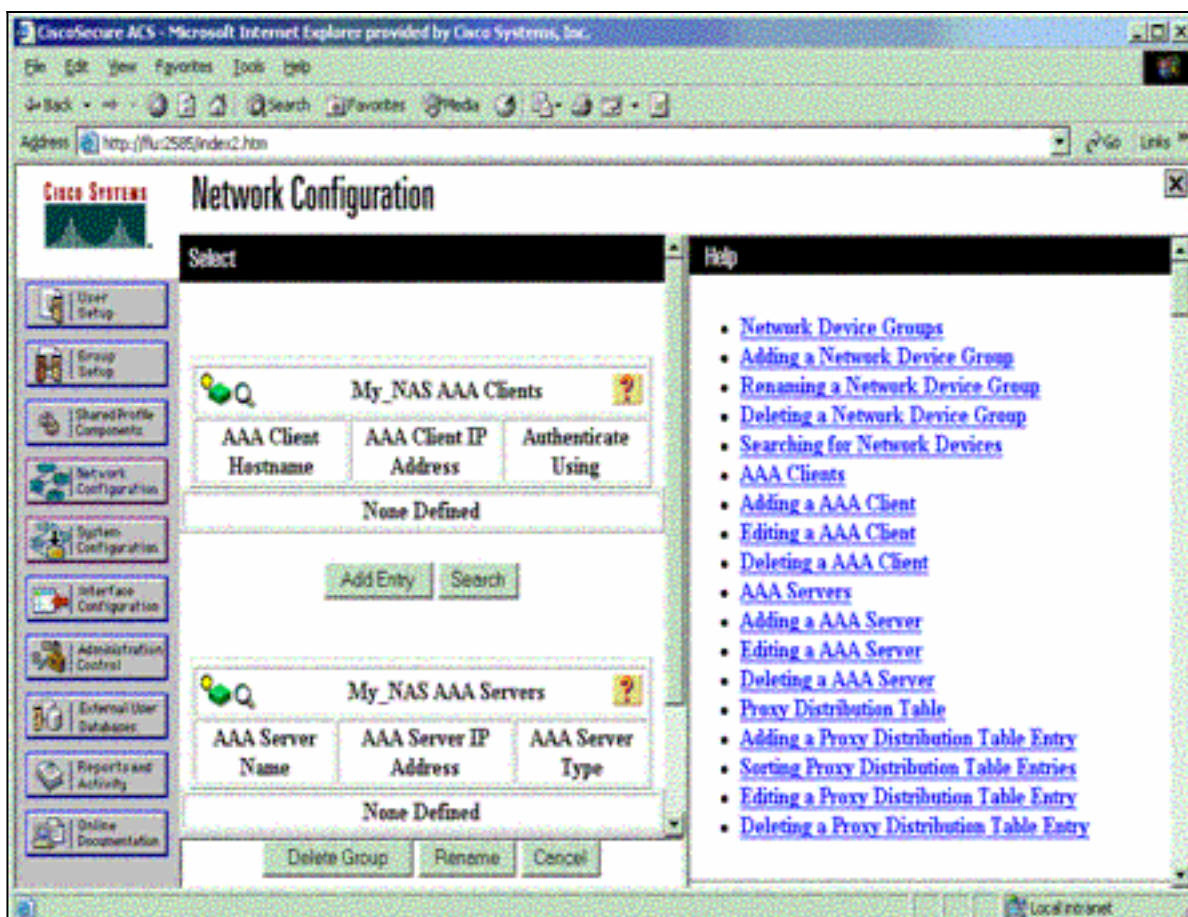 CiscoSecure ACS - Microsoft Internet Explorer provided by Cisco Systems, Inc.
File Edit View Favorites Tools Help
Back Search Favorites Media
Address http://flu:2585/index2.htm Go Links »
CISCO SYSTEMS
Network Configuration
Select
User Setup
Group Setup
Shared Profile Components
Network Configuration
System Configuration
Interface Configuration
Administration Control
External User Databases
Reports and Activity
Online Documentation
My_NAS AAA Clients
AAA Client Hostname
AAA Client IP Address
Authenticate Using
None Defined
Add Entry Search
My_NAS AAA Servers
AAA Server Name
AAA Server IP Address
AAA Server Type
None Defined
Delete Group Rename Cancel
Help
Network Device Groups
Adding a Network Device Group
Renaming a Network Device Group
Deleting a Network Device Group
Searching for Network Devices
AAA Clients
Adding a AAA Client
Editing a AAA Client
Deleting a AAA Client
AAA Servers
Adding a AAA Server
Editing a AAA Server
Deleting a AAA Server
Proxy Distribution Table
Adding a Proxy Distribution Table Entry
Sorting Proxy Distribution Table Entries
Editing a Proxy Distribution Table Entry
Deleting a Proxy Distribution Table Entry
Local intranet